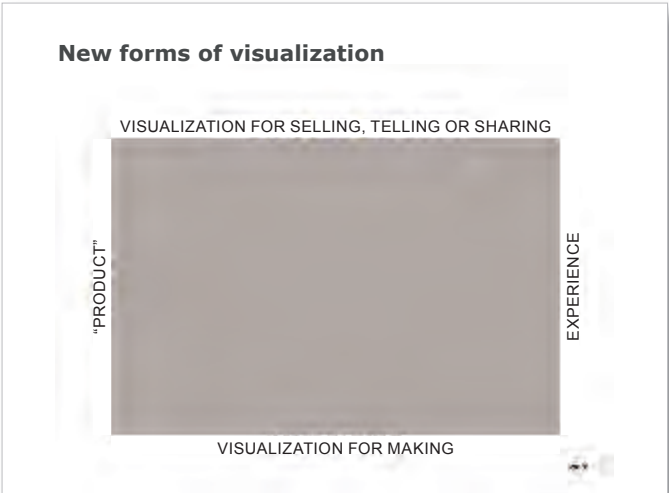 New forms of visualization
VISUALIZATION FOR SELLING, TELLING OR SHARING
“PRODUCT”
EXPERIENCE
VISUALIZATION FOR MAKING